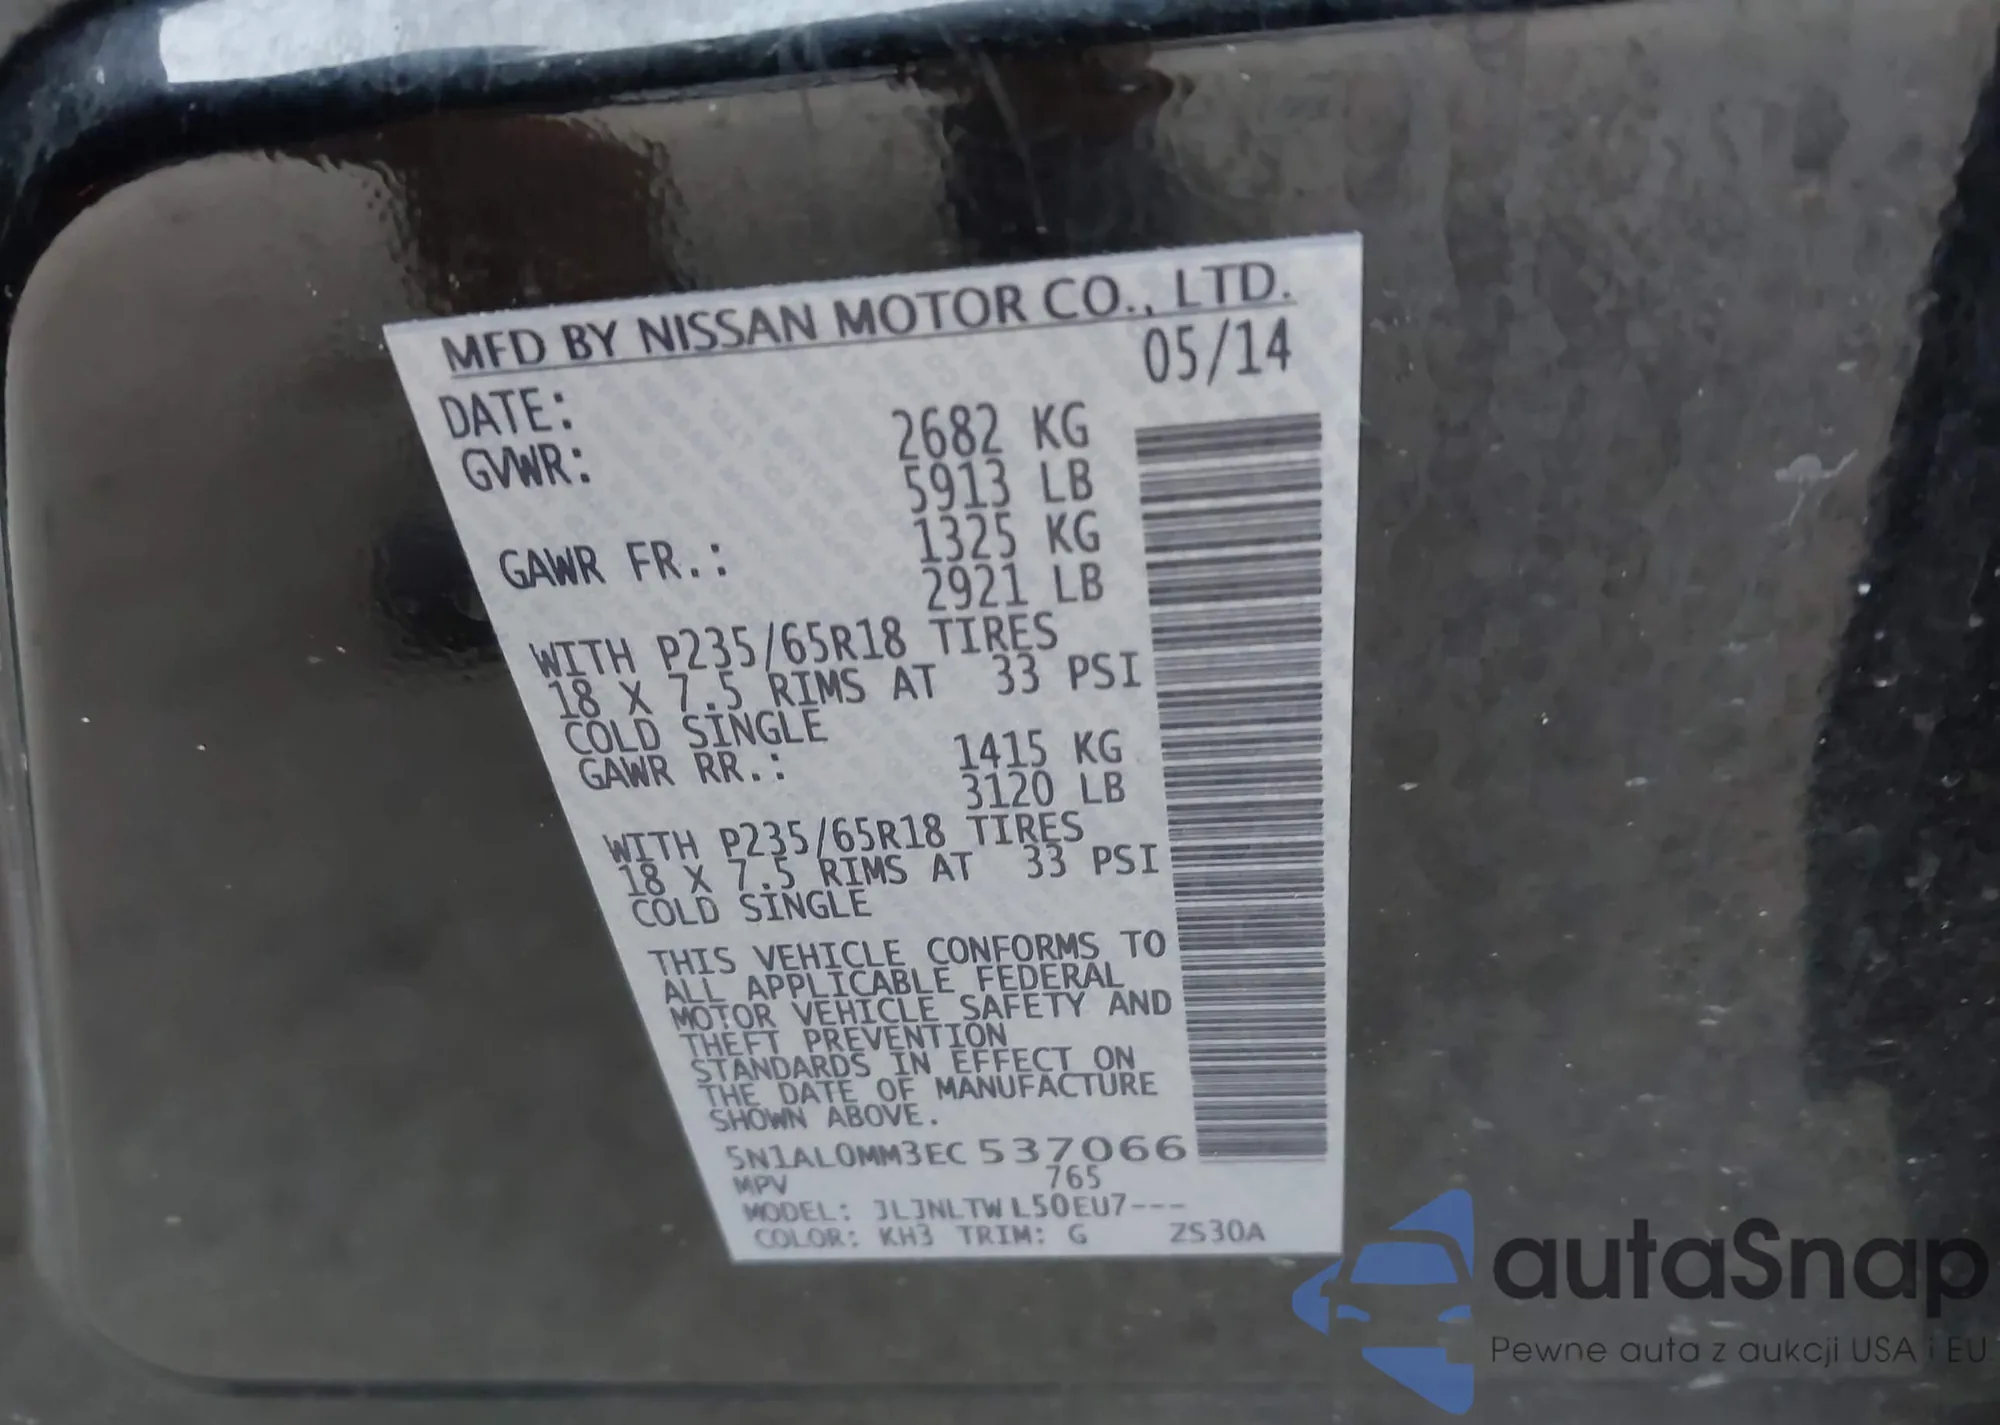 MFD BY NISSAN MOTOR CO., LTD.
DATE: 05/14
GVWR: 2682 KG
5913 LB
GAWR FR.: 1325 KG
2921 LB
WITH P235/65R18 TIRES
18 X 7.5 RIMS AT 33 PSI
COLD SINGLE
GAWR RR.: 1415 KG
3120 LB
WITH P235/65R18 TIRES
18 X 7.5 RIMS AT 33 PSI
COLD SINGLE
THIS VEHICLE CONFORMS TO
ALL APPLICABLE FEDERAL
MOTOR VEHICLE SAFETY AND
THEFT PREVENTION
STANDARDS IN EFFECT ON
THE DATE OF MANUFACTURE
SHOWN ABOVE.
5N1AL0MM3EC537066
MPV 765
MODEL: JLJNLTWL50EU7---
COLOR: KH3 TRIM: G ZS30A
autaSnap
Pewne auta z aukcji USA i EU